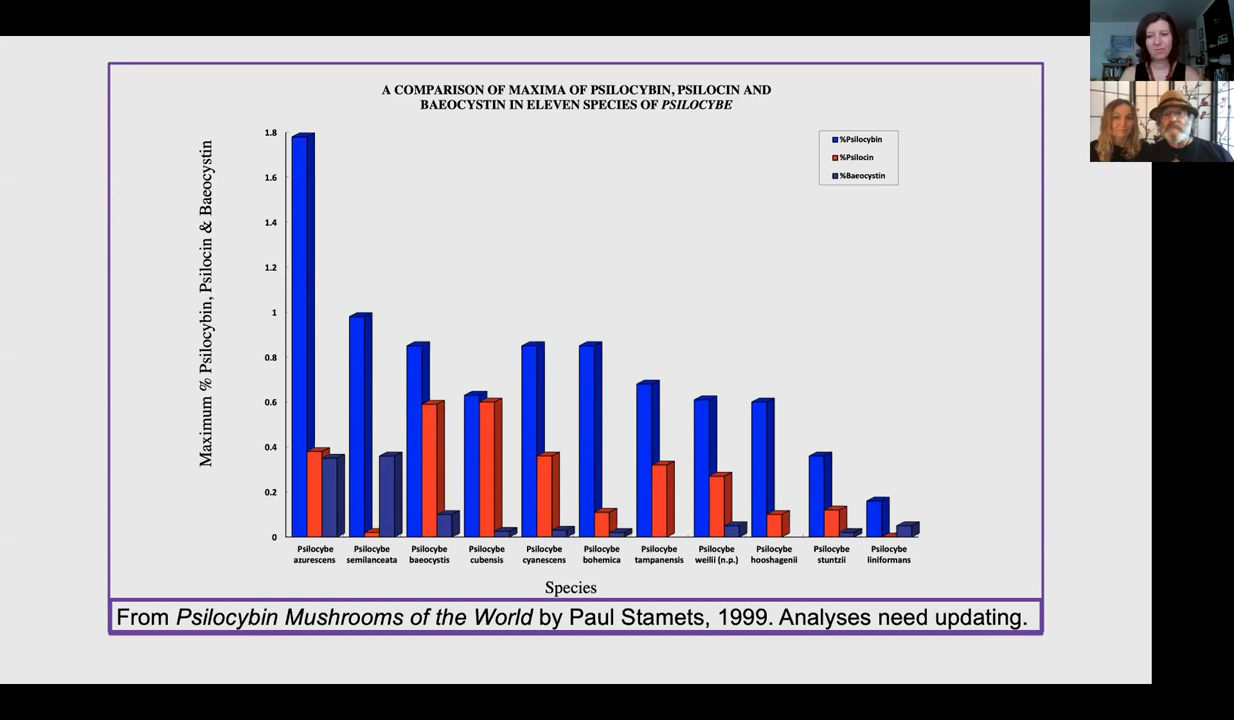 A COMPARISON OF MAXIMA OF PSILOCYBIN, PSILOCIN AND
BAEOCYSTIN IN ELEVEN SPECIES OF PSILOCYBE
Maximum % Psilocybin, Psilocin & Baeocystin
1.8
1.6
1.4
1.2
1
0.8
0.6
0.4
0.2
0
%Psilocybin
%Psilocin
%Baeocystin
Psilocybe
azurescens
Psilocybe
semilanceata
Psilocybe
baeocystis
Psilocybe
cubensis
Psilocybe
cyanescens
Psilocybe
bohemica
Psilocybe
tampanensis
Psilocybe
weilii (n.p.)
Psilocybe
hooshagenii
Psilocybe
stuntzii
Psilocybe
liniformans
Species
From Psilocybin Mushrooms of the World by Paul Stamets, 1999. Analyses need updating.